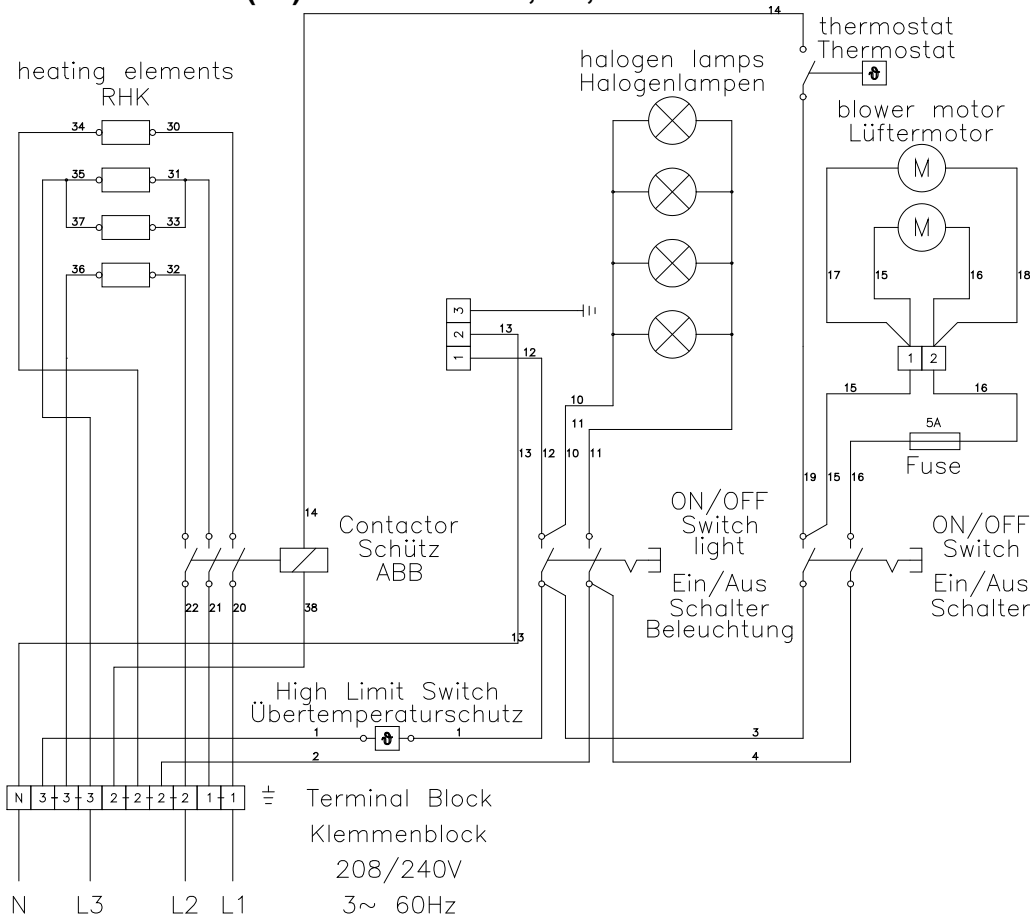 14
thermostat
Thermostat
ϑ
halogen lamps
Halogenlampen
heating elements
RHK
blower motor
Lüftermotor
34 30
35 31
37 33
36 32
M
M
17 15 16 18
3
2 13
1 12
1 2
15 16
10
11
5A
Fuse
13 12 10 11
19 15 16
14
Contactor
Schütz
ABB
ON/OFF
Switch
light
Ein/Aus
Schalter
Beleuchtung
ON/OFF
Switch
Ein/Aus
Schalter
22 21 20 38
13
High Limit Switch
Übertemperaturschutz
1 ϑ 1 3
2 4
N 3 3 3 2 2 2 2 1 1
Terminal Block
Klemmenblock
208/240V
3~ 60Hz
N L3 L2 L1